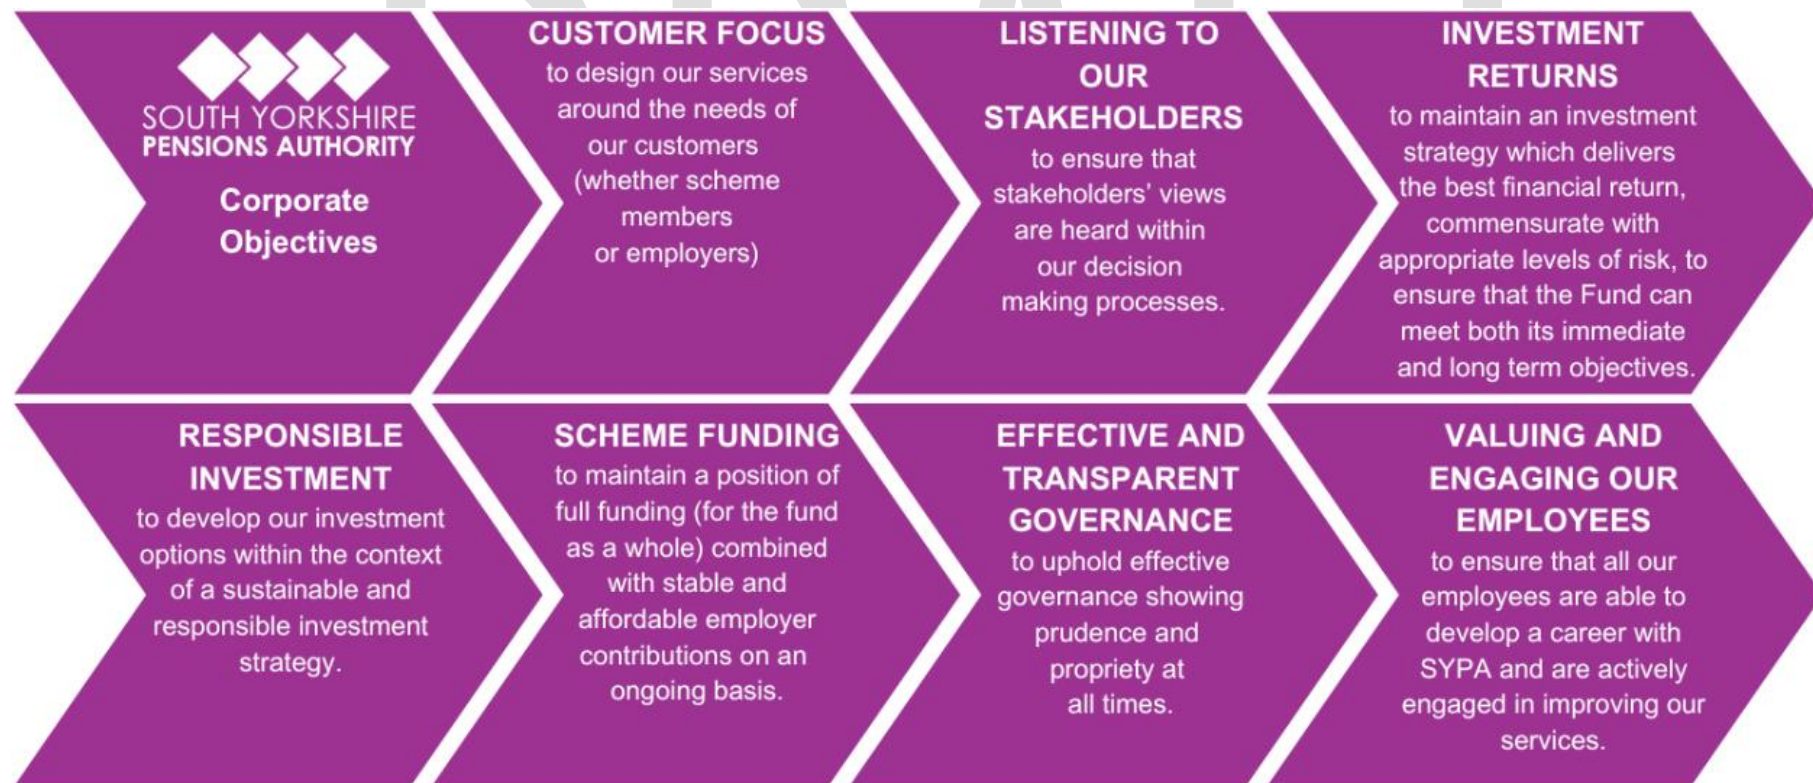 SOUTH YORKSHIRE
PENSIONS AUTHORITY
Corporate
Objectives
CUSTOMER FOCUS
to design our services
around the needs of
our customers
(whether scheme
members
or employers)
LISTENING TO
OUR
STAKEHOLDERS
to ensure that
stakeholders’ views
are heard within
our decision
making processes.
INVESTMENT
RETURNS
to maintain an investment
strategy which delivers
the best financial return,
commensurate with
appropriate levels of risk, to
ensure that the Fund can
meet both its immediate
and long term objectives.
RESPONSIBLE
INVESTMENT
to develop our investment
options within the context
of a sustainable and
responsible investment
strategy.
SCHEME FUNDING
to maintain a position of
full funding (for the fund
as a whole) combined
with stable and
affordable employer
contributions on an
ongoing basis.
EFFECTIVE AND
TRANSPARENT
GOVERNANCE
to uphold effective
governance showing
prudence and
propriety at
all times.
VALUING AND
ENGAGING OUR
EMPLOYEES
to ensure that all our
employees are able to
develop a career with
SYPA and are actively
engaged in improving our
services.